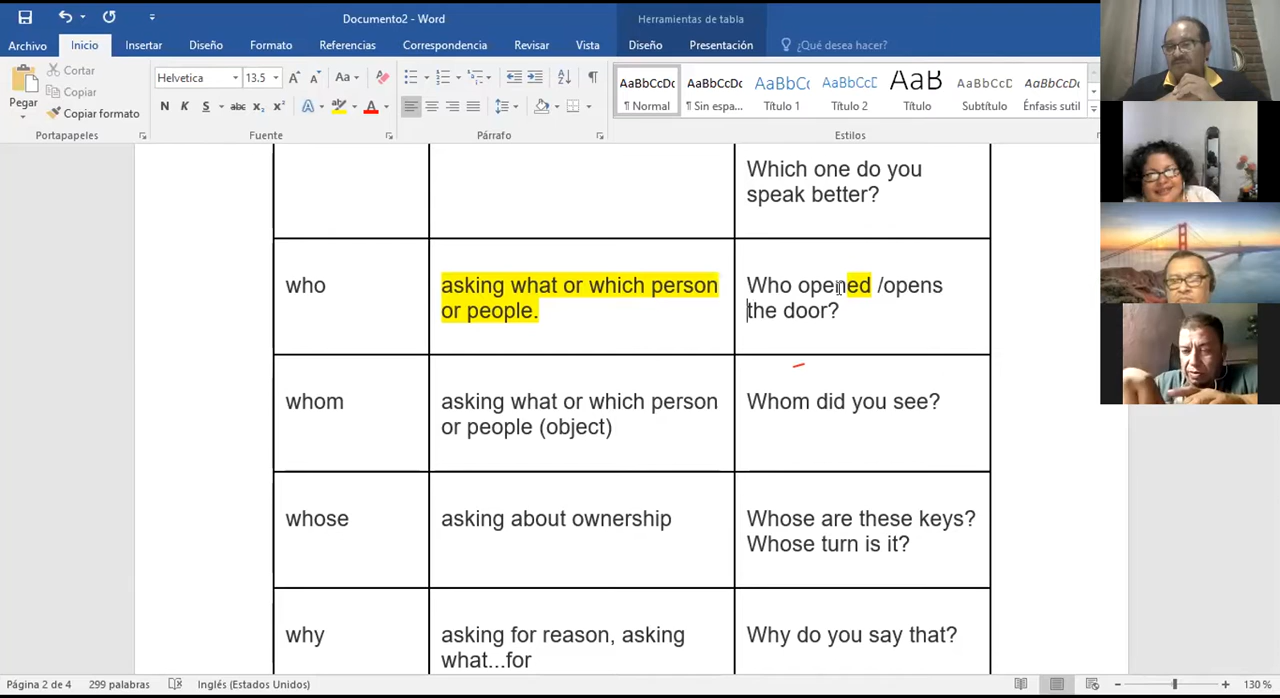 Documento2 - Word
Herramientas de tabla
Archivo Inicio Insertar Diseño Formato Referencias Correspondencia Revisar Vista Diseño Presentación ¿Qué desea hacer?
Pegar
Cortar
Copiar
Copiar formato
Portapapeles
Helvetica 13.5
Fuente
Párrafo
AaBbCcDc AaBbCcDc AaBbCc AaBbCcD AaB AaBbCcD AaBbCcDc
¶ Normal ¶ Sin espa... Título 1 Título 2 Título Subtítulo Énfasis sutil
Estilos
Which one do you
speak better?
who
asking what or which person
or people.
Who opened /opens
the door?
whom
asking what or which person
or people (object)
Whom did you see?
whose
asking about ownership
Whose are these keys?
Whose turn is it?
why
asking for reason, asking
what...for
Why do you say that?
Página 2 de 4 299 palabras Inglés (Estados Unidos) 130 %